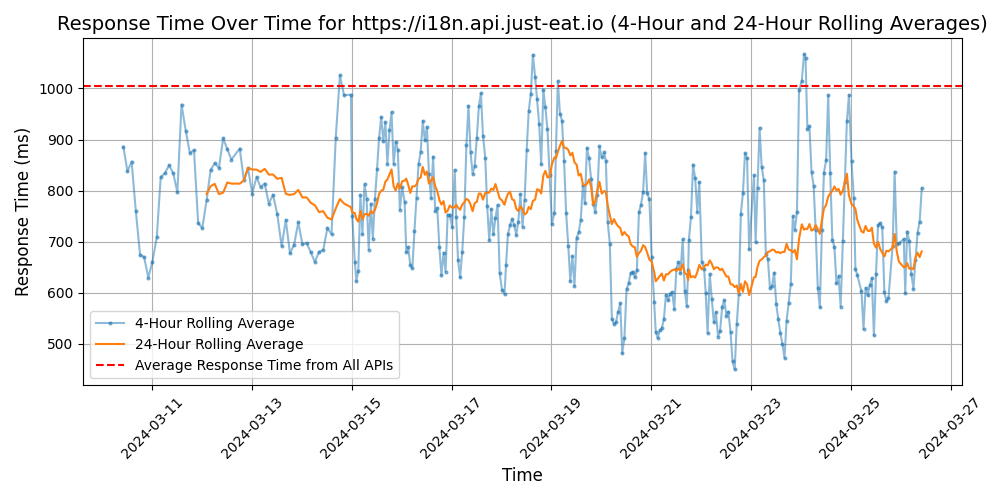 Response Time Over Time for https://i18n.api.just-eat.io (4-Hour and 24-Hour Rolling Averages)
Response Time (ms)
1000
900
800
700
600
500
4-Hour Rolling Average
24-Hour Rolling Average
Average Response Time from All APIs
2024-03-11
2024-03-13
2024-03-15
2024-03-17
2024-03-19
2024-03-21
2024-03-23
2024-03-25
2024-03-27
Time